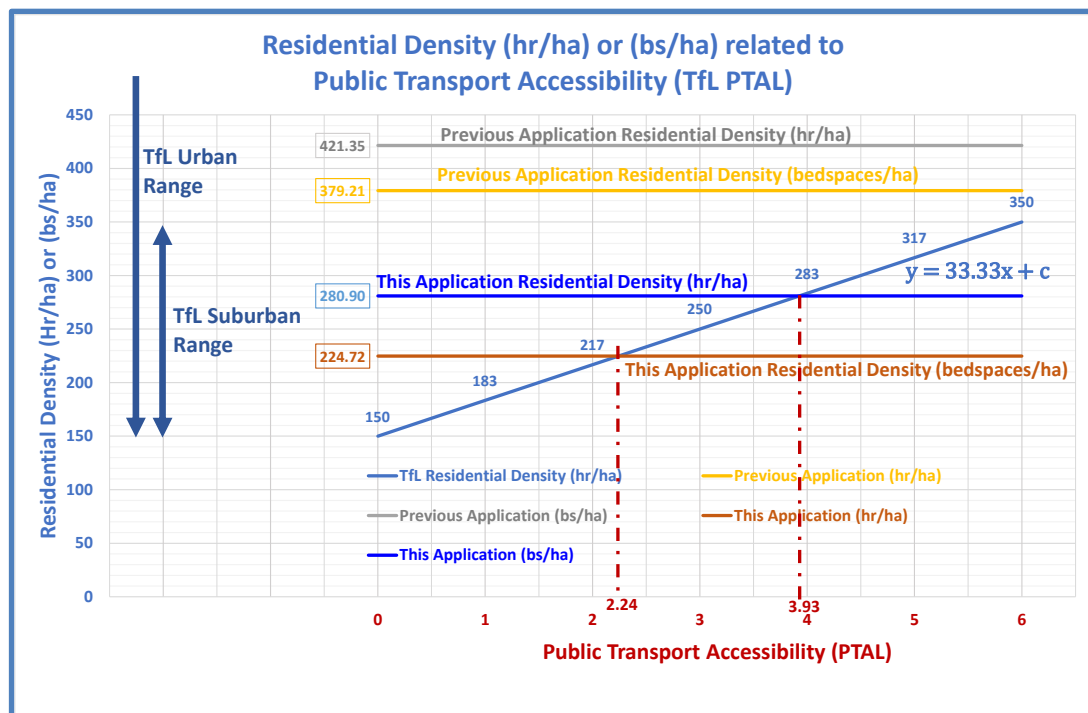 Residential Density (hr/ha) or (bs/ha) related to
Public Transport Accessibility (TfL PTAL)
Residential Density (Hr/ha) or (bs/ha)
450
400
350
300
250
200
150
100
50
0
TfL Urban
Range
TfL Suburban
Range
421.35
379.21
280.90
224.72
Previous Application Residential Density (hr/ha)
Previous Application Residential Density (bedspaces/ha)
This Application Residential Density (hr/ha)
This Application Residential Density (bedspaces/ha)
150
183
217
250
283
317
350
y = 33.33x + c
TfL Residential Density (hr/ha)
Previous Application (hr/ha)
Previous Application (bs/ha)
This Application (hr/ha)
This Application (bs/ha)
2.24
3.93
0
1
2
3
4
5
6
Public Transport Accessibility (PTAL)